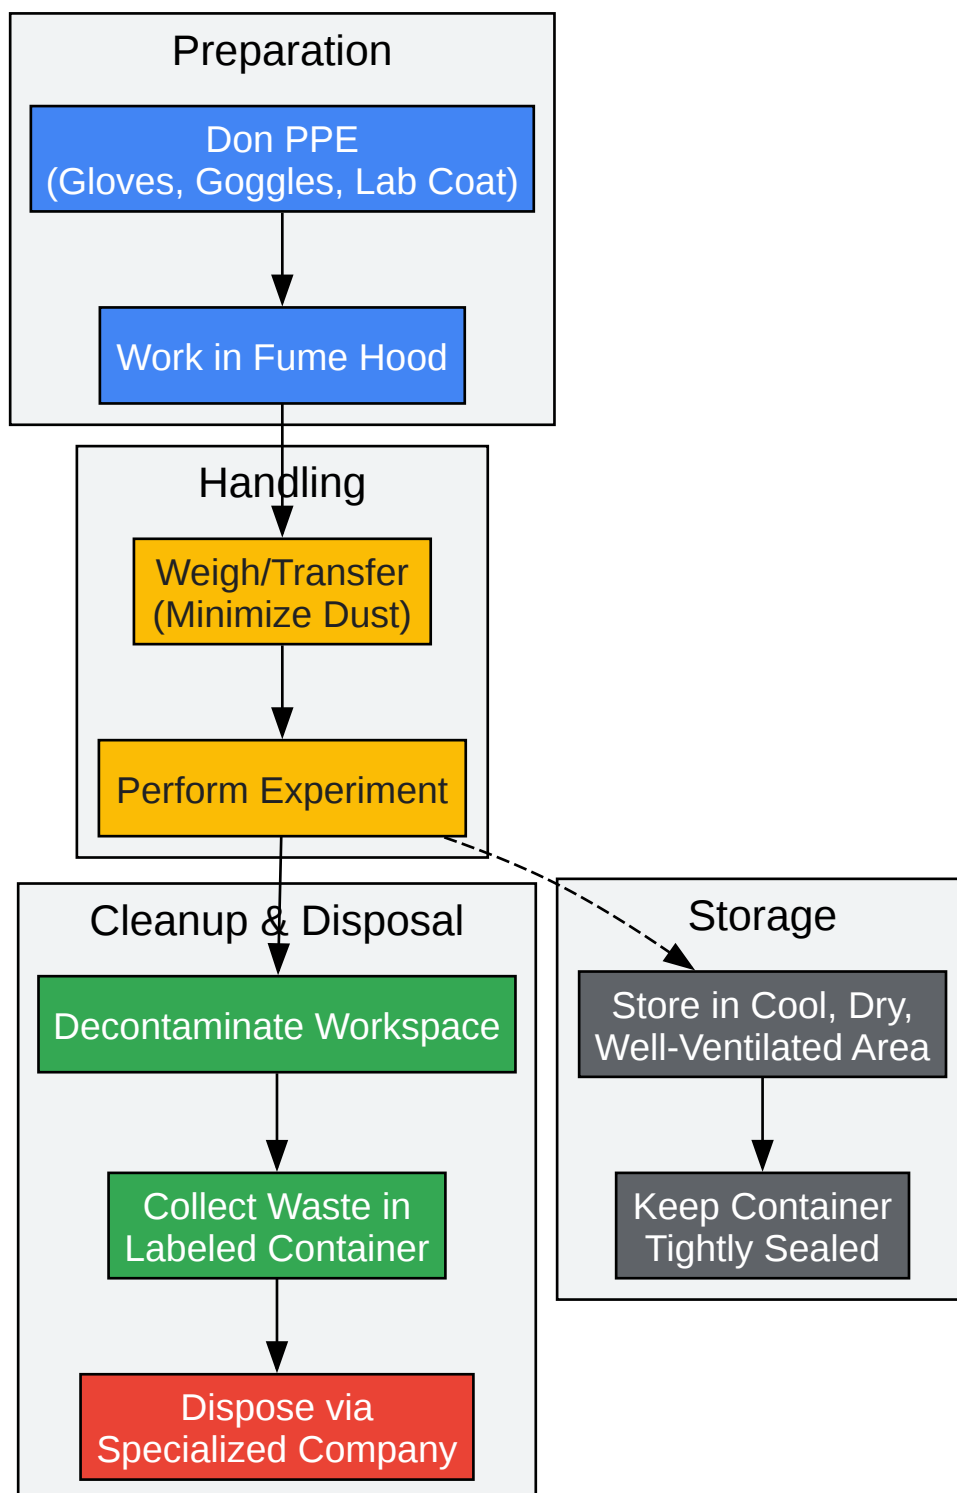 Preparation
Don PPE
(Gloves, Goggles, Lab Coat)
Work in Fume Hood
Handling
Weigh/Transfer
(Minimize Dust)
Perform Experiment
Cleanup & Disposal
Decontaminate Workspace
Collect Waste in
Labeled Container
Dispose via
Specialized Company
Storage
Store in Cool, Dry,
Well-Ventilated Area
Keep Container
Tightly Sealed